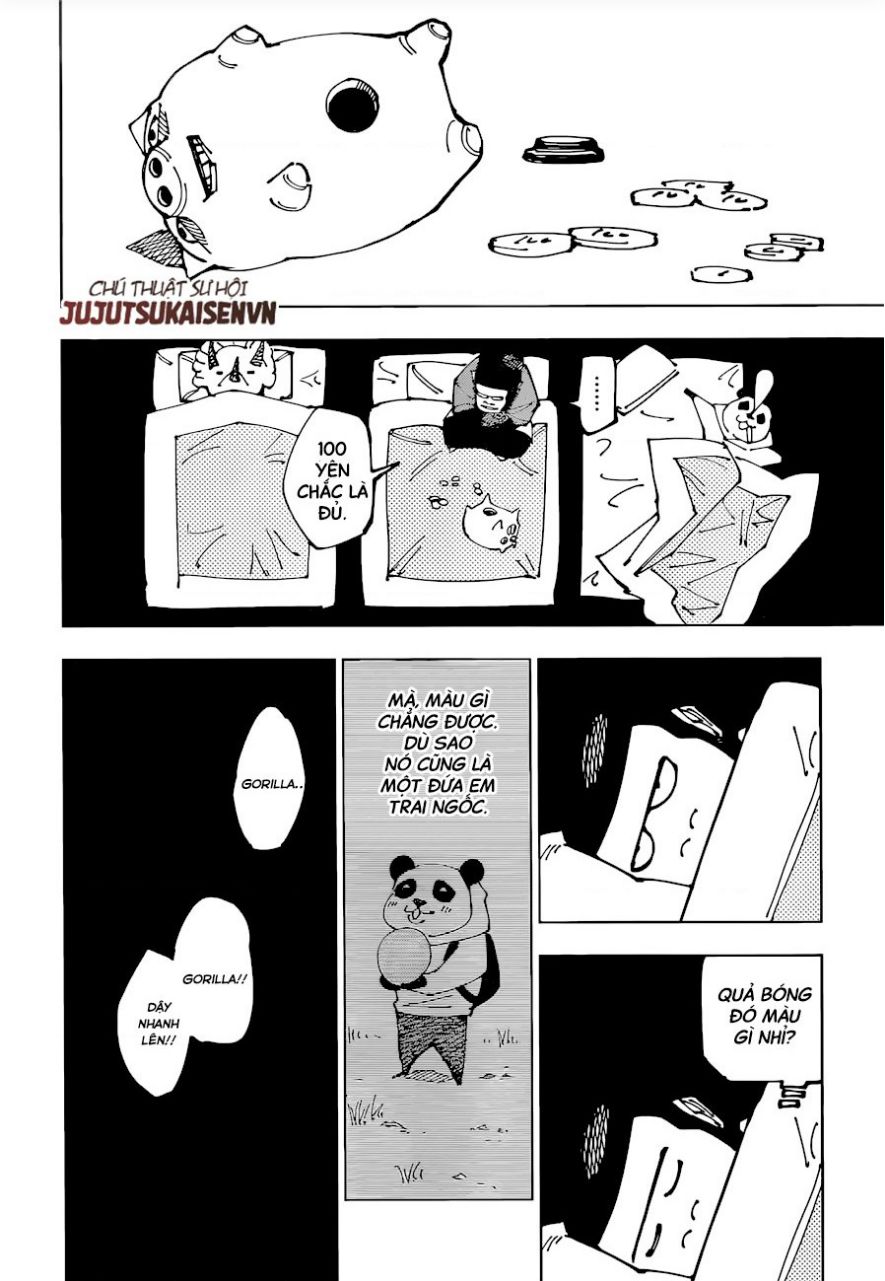 CHÚ THUẬT SƯ HỘI
JUJUTSUKAISENVN
......
100
YÊN
CHẮC LÀ
ĐỦ.
QUẢ BÓNG
ĐÓ MÀU
GÌ NHỈ?
MÀ, MÀU GÌ
CHẲNG ĐƯỢC.
DÙ SAO
NÓ CŨNG LÀ
MỘT ĐỨA EM
TRAI NGỐC.
GORILLA..
GORILLA!!
DẬY
NHANH
LÊN!!